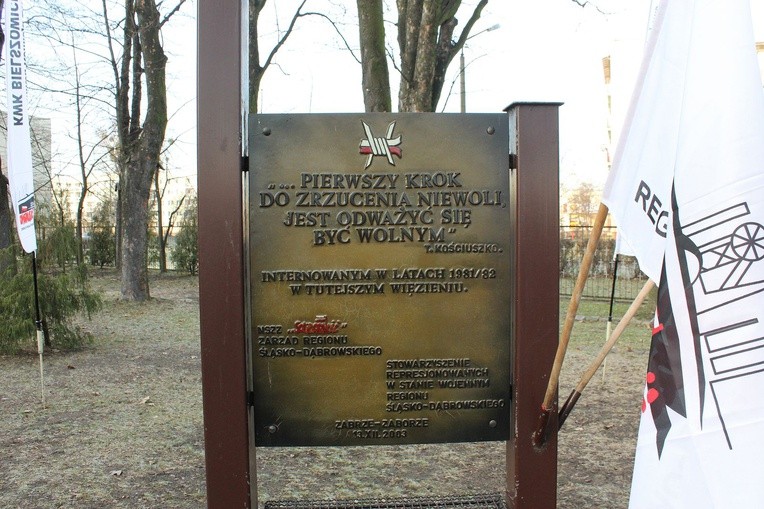 KMK BIELSZOWIC
"... PIERWSZY KROK
DO ZRZUCENIA NIEWOLI,
JEST ODWAŻYĆ SIĘ
BYĆ WOLNYM"
T. KOŚCIUSZKO.
INTERNOWANYM W LATACH 1981/82
W TUTEJSZYM WIĘZIENIU.
NSZZ „Solidarność"
ZARZĄD REGIONU
ŚLĄSKO-DĄBROWSKIEGO
STOWARZYSZENIE
REPRESJONOWANYCH
W STANIE WOJENNYM
REGIONU
ŚLĄSKO-DĄBROWSKIEGO
ZABRZE-ZABORZE
13.XII.2003
REG